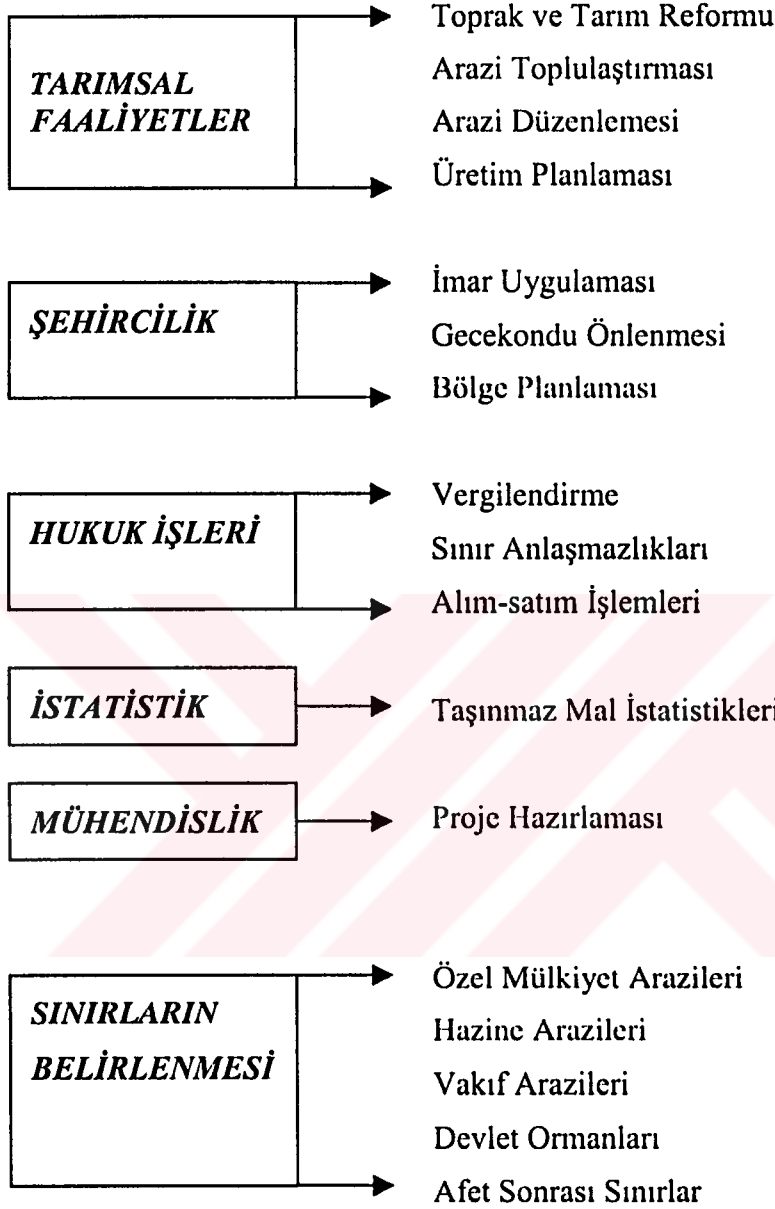 TARIMSAL
FAALİYETLER
Toprak ve Tarım Reformu
Arazi Toplulaştırması
Arazi Düzenlemesi
Üretim Planlaması
ŞEHİRCİLİK
İmar Uygulaması
Gecekondu Önlenmesi
Bölge Planlaması
HUKUK İŞLERİ
Vergilendirme
Sınır Anlaşmazlıkları
Alım-satım İşlemleri
İSTATİSTİK
Taşınmaz Mal İstatistikleri
MÜHENDİSLİK
Proje Hazırlaması
SINIRLARIN
BELİRLENMESİ
Özel Mülkiyet Arazileri
Hazine Arazileri
Vakıf Arazileri
Devlet Ormanları
Afet Sonrası Sınırlar